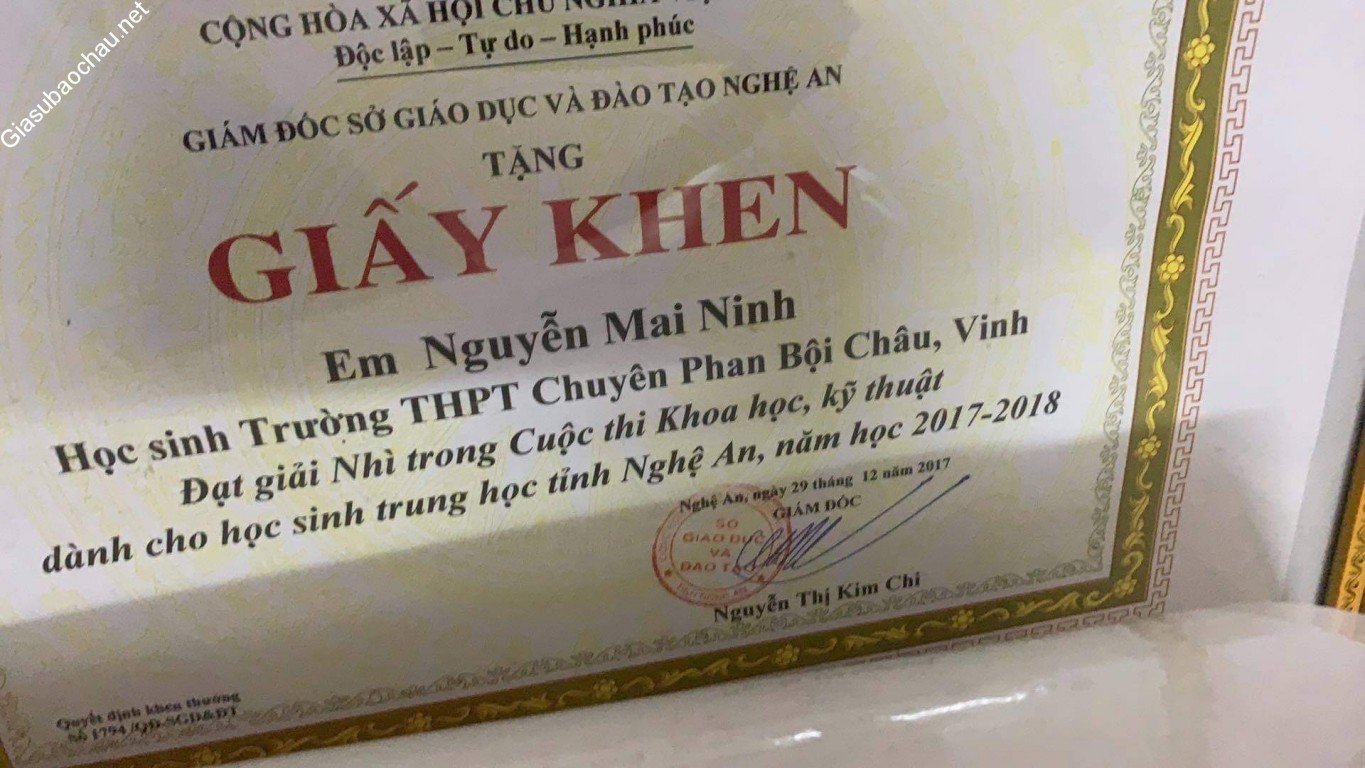 Giasubaochau.net
CỘNG HÒA XÃ HỘI CHỦ
Độc lập – Tự do – Hạnh phúc
GIÁM ĐỐC SỞ GIÁO DỤC VÀ ĐÀO TẠO NGHỆ AN
TẶNG
GIẤY KHEN
Em Nguyễn Mai Ninh
Học sinh Trường THPT Chuyên Phan Bội Châu, Vinh
Đạt giải Nhì trong Cuộc thi Khoa học, kỹ thuật
dành cho học sinh trung học tỉnh Nghệ An, năm học 2017-2018
Nghệ An, ngày 29 tháng 12 năm 2017
GIÁM ĐỐC
SỞ
GIÁO DỤC
VÀ
ĐÀO TẠO
Nguyễn Thị Kim Chi
Quyết định khen thưởng
Số 1794 /QĐ-SGD&ĐT